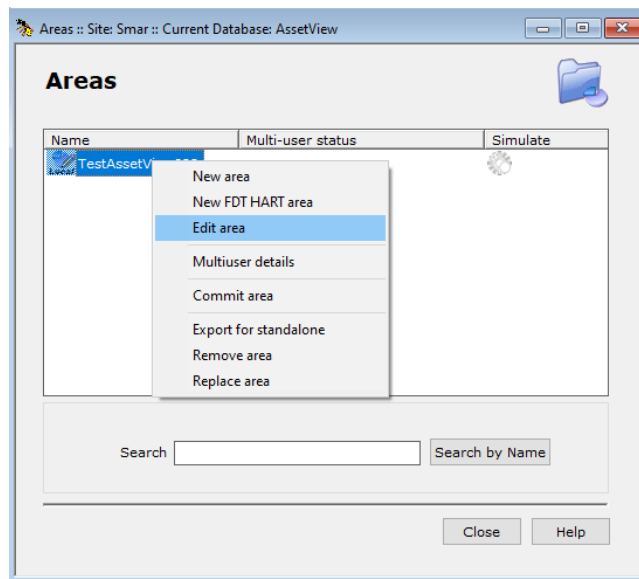 Areas :: Site: Smar :: Current Database: AssetView
Areas
Name Multi-user status Simulate
TestAssetV
New area
New FDT HART area
Edit area
Multiuser details
Commit area
Export for standalone
Remove area
Replace area
Search Search by Name
Close Help